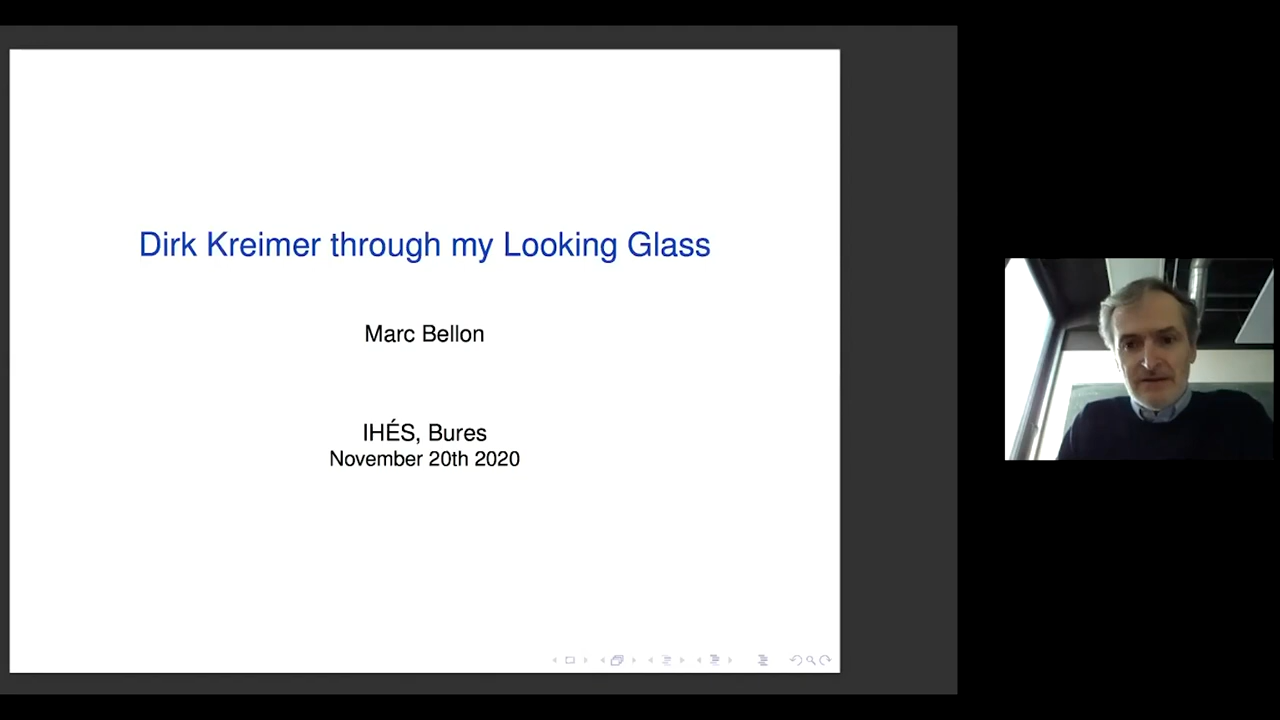 Dirk Kreimer through my Looking Glass
Marc Bellon
IHÉS, Bures
November 20th 2020